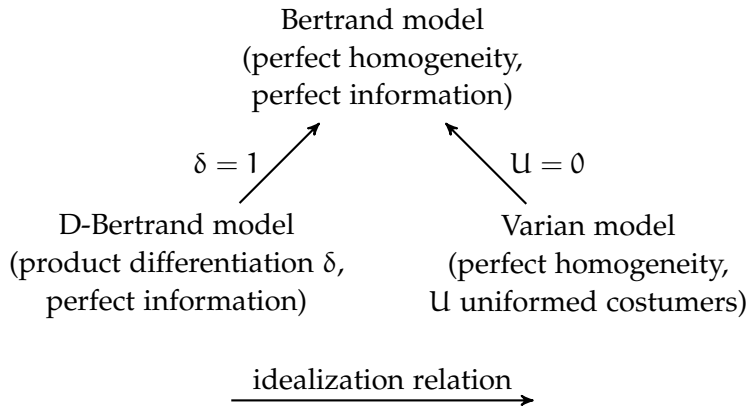 Bertrand model
(perfect homogeneity,
perfect information)
δ = 1
U = 0
D-Bertrand model
(product differentiation δ,
perfect information)
Varian model
(perfect homogeneity,
U uniformed costumers)
idealization relation